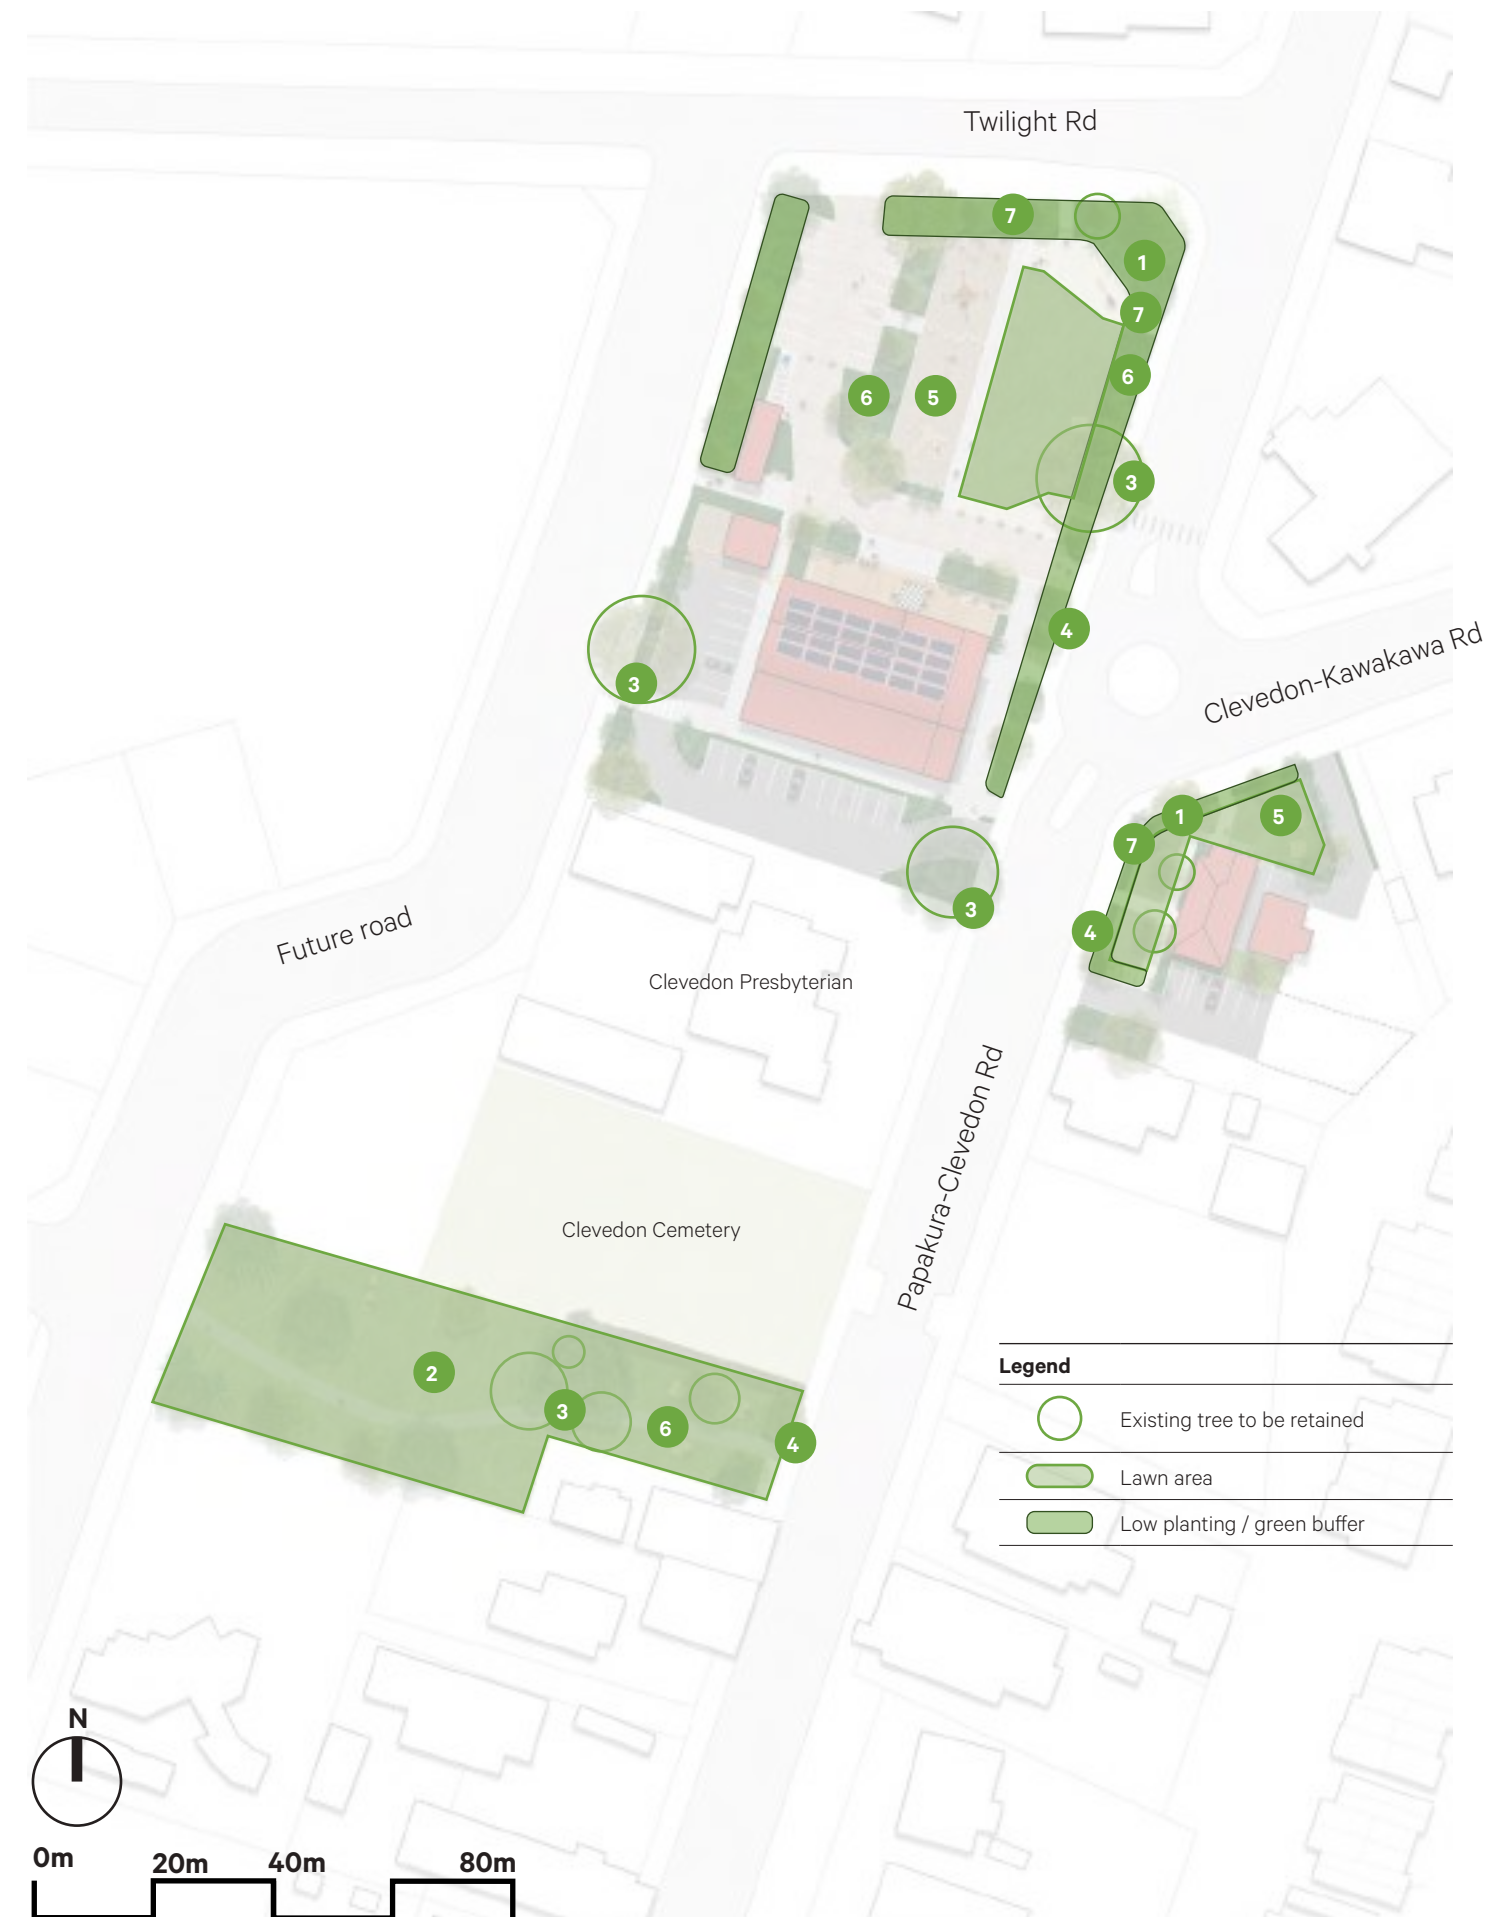 Twilight Rd
7
1
7
6
6
5
3
4
Clevedon-Kawakawa Rd
3
1
5
7
4
3
Future road
Clevedon Presbyterian
Papakura-Clevedon Rd
Clevedon Cemetery
2
3
6
4
Legend
Existing tree to be retained
Lawn area
Low planting / green buffer
N
0m
20m
40m
80m